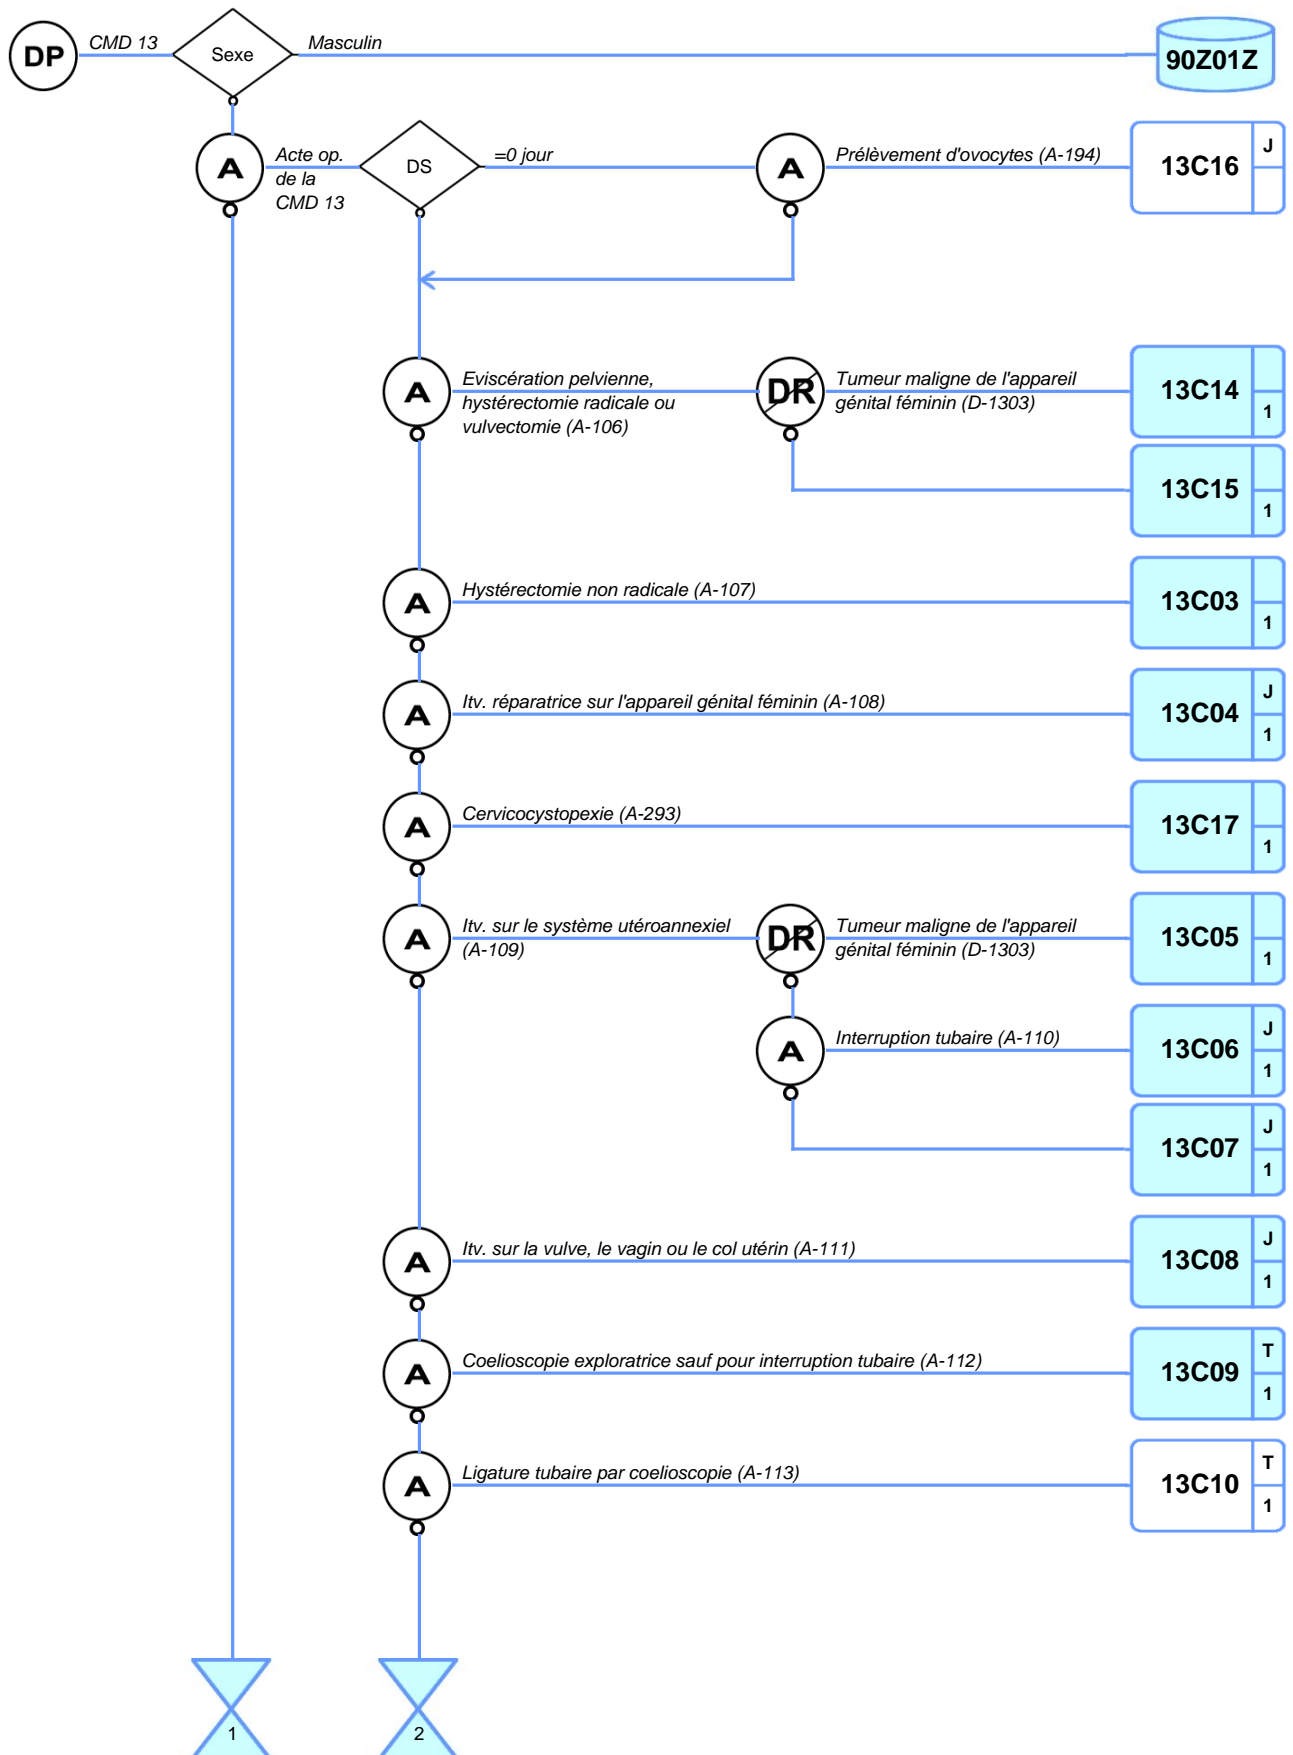 DP
CMD 13
Sexe
Masculin
90Z01Z
A
Acte op.
de la
CMD 13
DS
=0 jour
A
Prélèvement d'ovocytes (A-194)
13C16
J
A
Eviscération pelvienne,
hystérectomie radicale ou
vulvectomie (A-106)
DR
Tumeur maligne de l'appareil
génital féminin (D-1303)
13C14
1
13C15
1
A
Hystérectomie non radicale (A-107)
13C03
1
A
Itv. réparatrice sur l'appareil génital féminin (A-108)
13C04
J
1
A
Cervicocystopexie (A-293)
13C17
1
A
Itv. sur le système utéroannexiel
(A-109)
DR
Tumeur maligne de l'appareil
génital féminin (D-1303)
13C05
1
A
Interruption tubaire (A-110)
13C06
J
1
13C07
J
1
A
Itv. sur la vulve, le vagin ou le col utérin (A-111)
13C08
J
1
A
Coelioscopie exploratrice sauf pour interruption tubaire (A-112)
13C09
T
1
A
Ligature tubaire par coelioscopie (A-113)
13C10
T
1
1
2